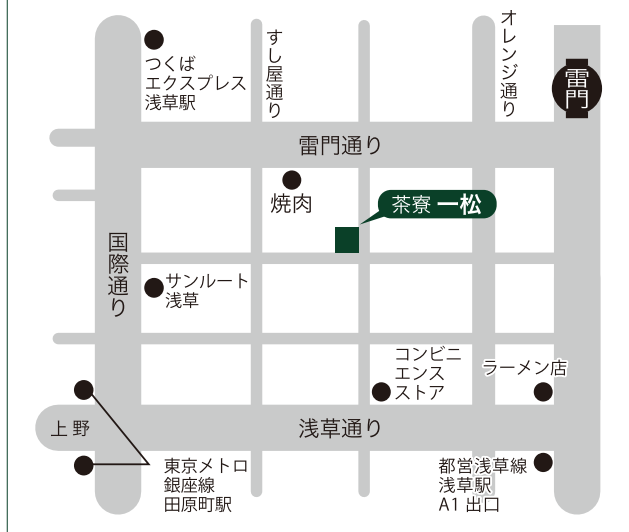 つくば
エクスプレス
浅草駅
すし屋通り
オレンジ通り
雷門
雷門通り
焼肉
茶寮 一松
国際通り
サンルート
浅草
コンビニ
エンス
ストア
ラーメン店
上野
浅草通り
東京メトロ
銀座線
田原町駅
都営浅草線
浅草駅
A1 出口